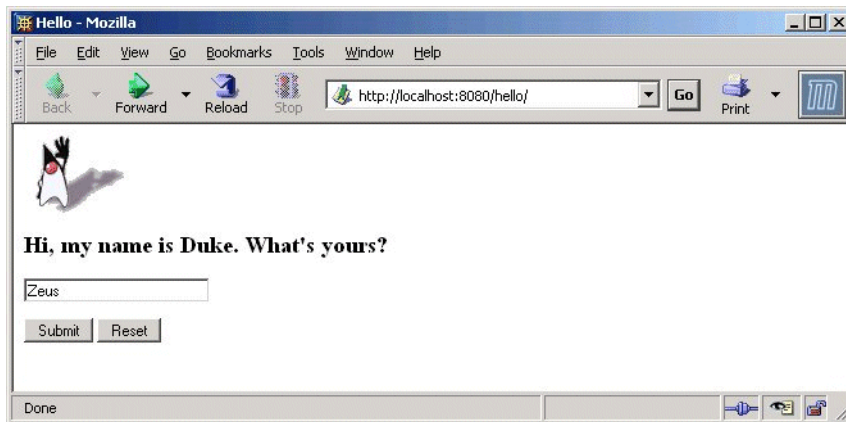 Hello - Mozilla
File Edit View Go Bookmarks Tools Window Help
Back Forward Reload Stop http://localhost:8080/hello/ Go Print
Hi, my name is Duke. What's yours?
Zeus
Submit Reset
Done